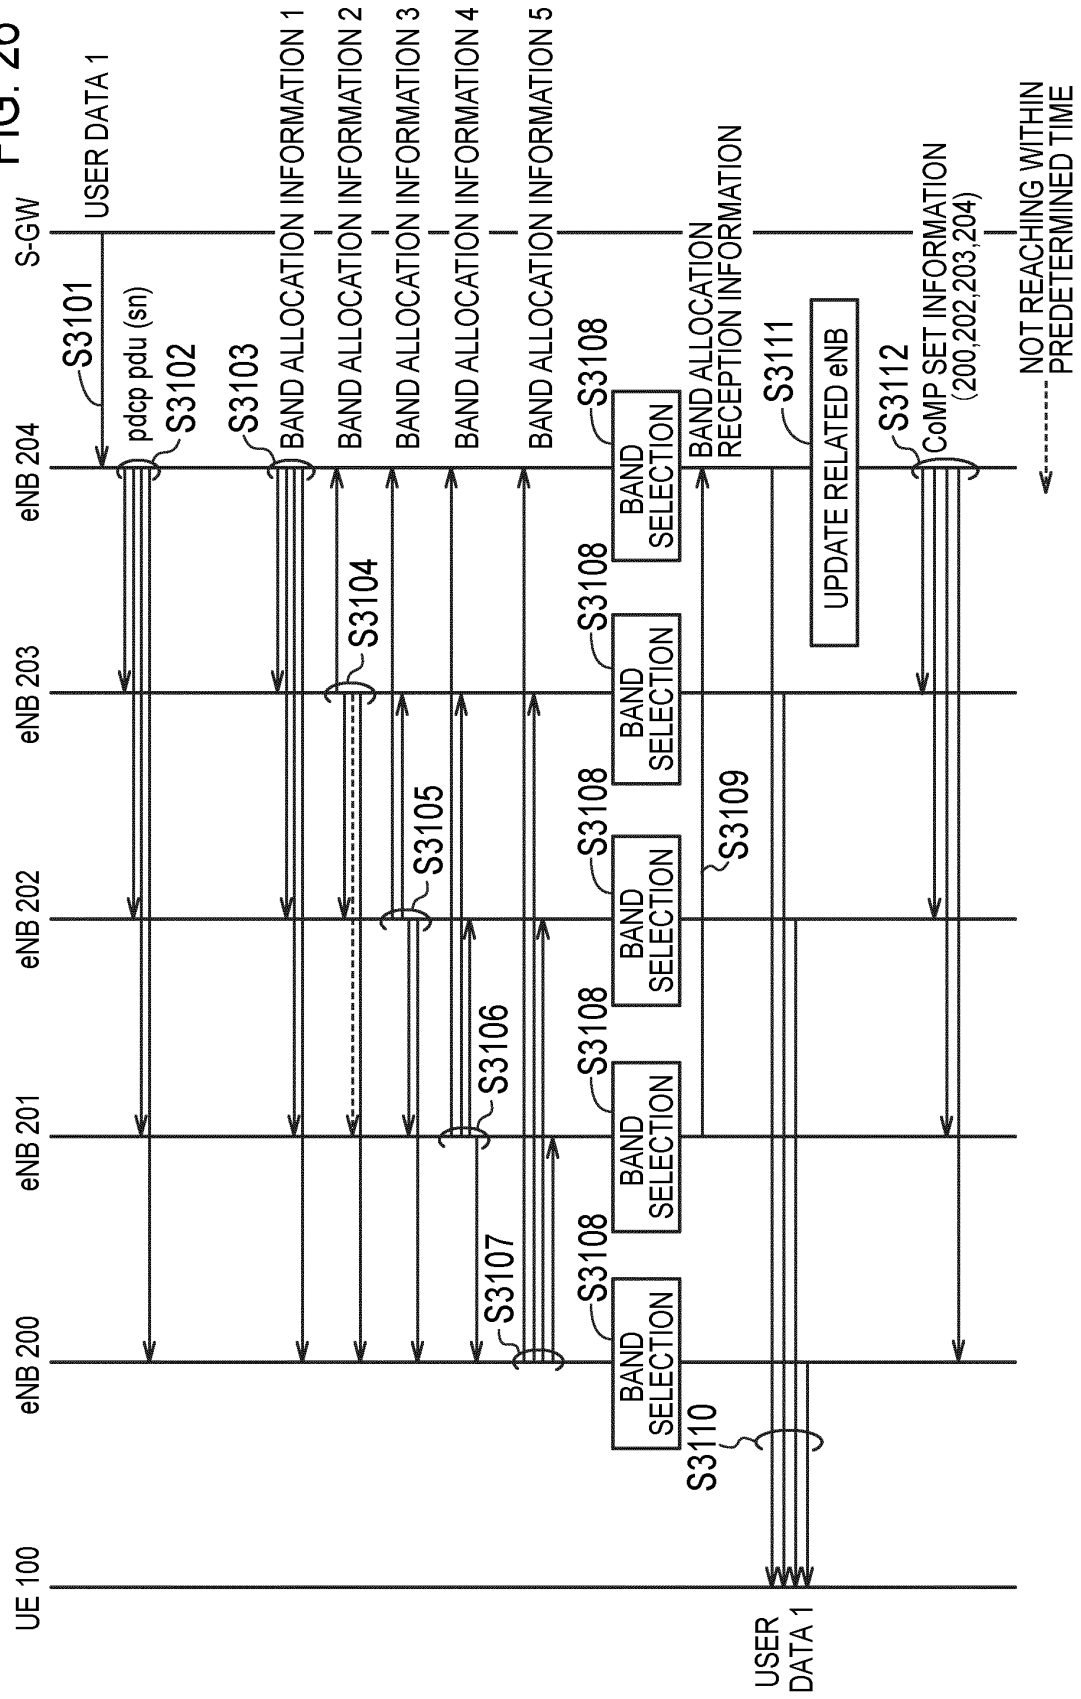 FIG. 26
UE 100
eNB 200
eNB 201
eNB 202
eNB 203
eNB 204
S-GW
S3101
USER DATA 1
pdcp pdu (sn)
S3102
S3103
BAND ALLOCATION INFORMATION 1
BAND ALLOCATION INFORMATION 2
S3104
BAND ALLOCATION INFORMATION 3
S3105
BAND ALLOCATION INFORMATION 4
S3106
BAND ALLOCATION INFORMATION 5
S3107
S3108
BAND
SELECTION
S3108
BAND
SELECTION
S3108
BAND
SELECTION
S3108
BAND
SELECTION
S3108
BAND
SELECTION
BAND ALLOCATION
RECEPTION INFORMATION
S3109
S3110
USER
DATA 1
S3111
UPDATE RELATED eNB
S3112
CoMP SET INFORMATION
(200,202,203,204)
NOT REACHING WITHIN
PREDETERMINED TIME